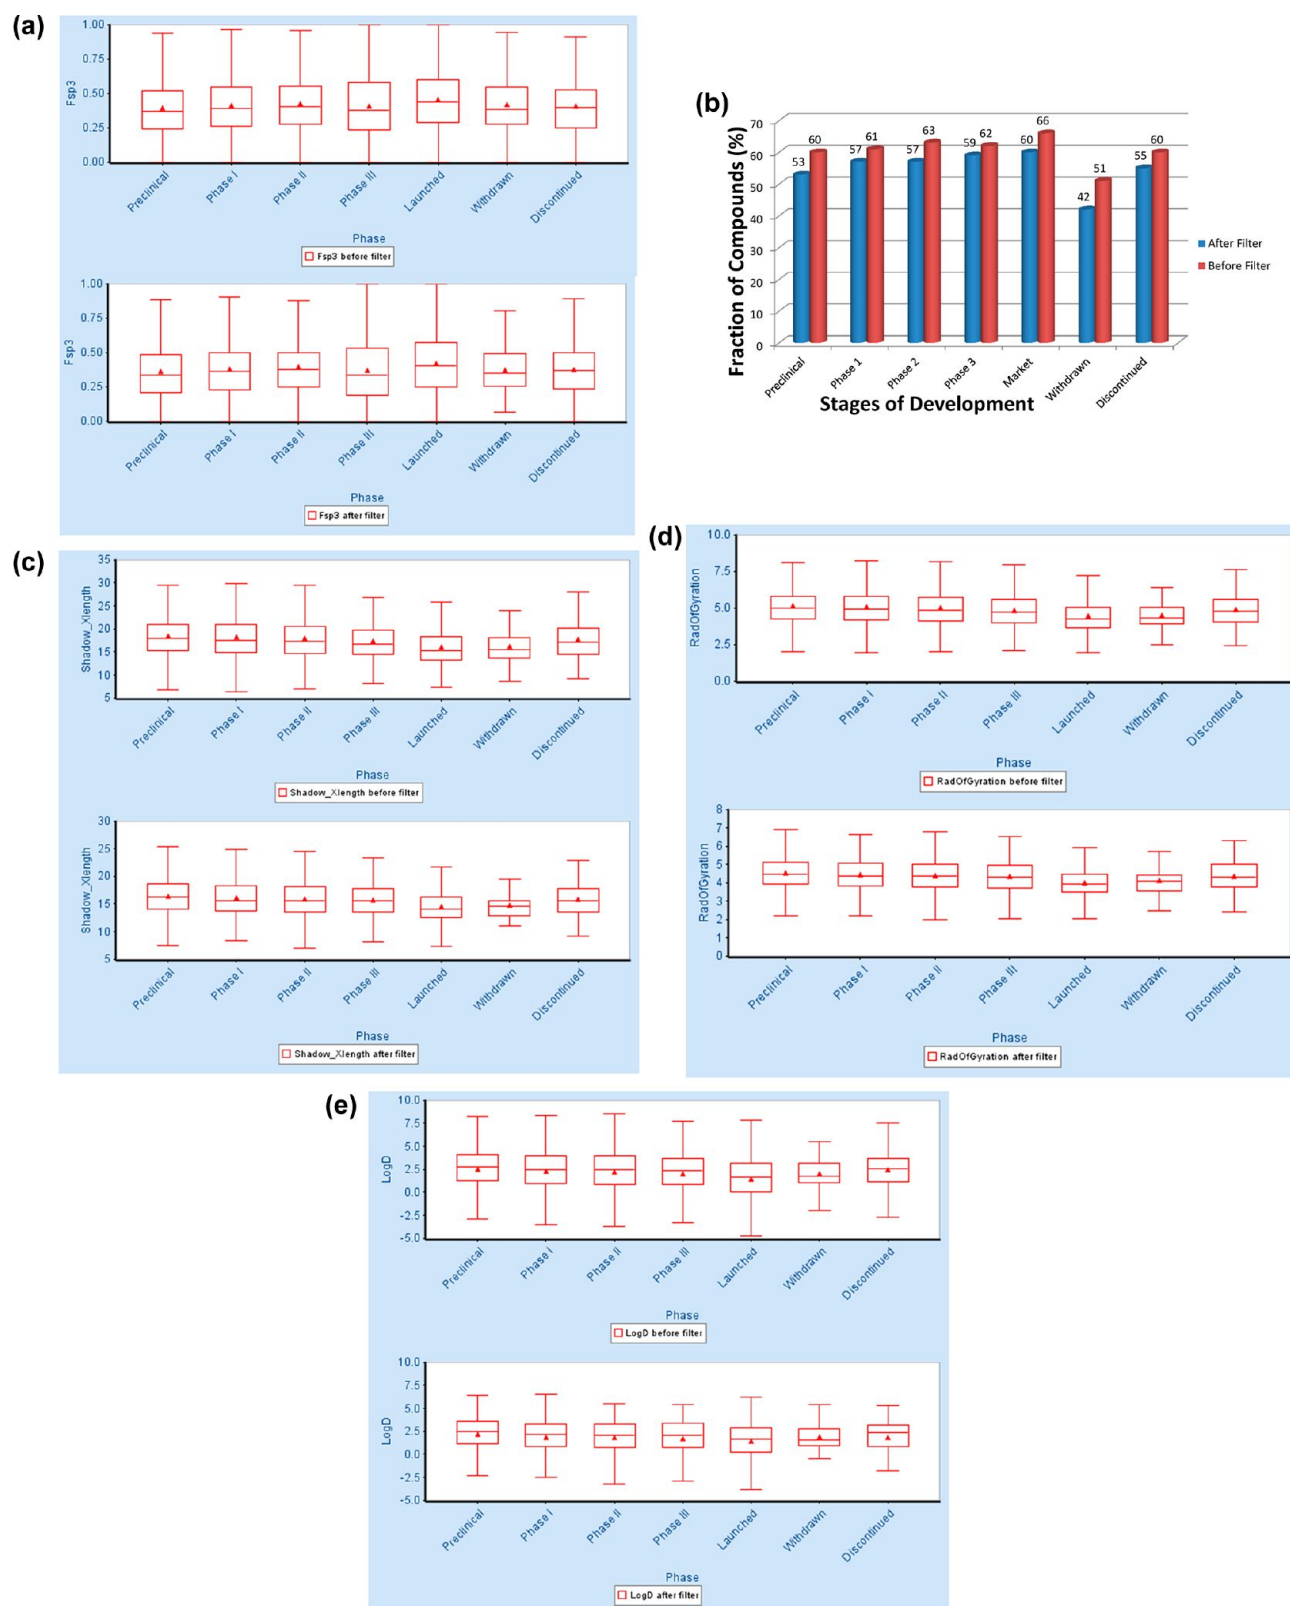 (a)
1.00
0.75
0.50
0.25
0.00
Fsp3
Preclinical
Phase I
Phase II
Phase III
Launched
Withdrawn
Discontinued
Phase
Fsp3 before filter
1.00
0.75
0.50
0.25
0.00
Fsp3
Preclinical
Phase I
Phase II
Phase III
Launched
Withdrawn
Discontinued
Phase
Fsp3 after filter
(b)
Fraction of Compounds (%)
70
60
50
40
30
20
10
0
53
60
57
61
57
63
59
62
60
66
42
51
55
60
Preclinical
Phase 1
Phase 2
Phase 3
Market
Withdrawn
Discontinued
Stages of Development
After Filter
Before Filter
(c)
35
30
25
20
15
10
5
Shadow_Xlength
Preclinical
Phase I
Phase II
Phase III
Launched
Withdrawn
Discontinued
Phase
Shadow_Xlength before filter
30
25
20
15
10
5
Shadow_Xlength
Preclinical
Phase I
Phase II
Phase III
Launched
Withdrawn
Discontinued
Phase
Shadow_Xlength after filter
(d)
10.0
7.5
5.0
2.5
0.0
RadOfGyration
Preclinical
Phase I
Phase II
Phase III
Launched
Withdrawn
Discontinued
Phase
RadOfGyration before filter
8
7
6
5
4
3
2
1
0
RadOfGyration
Preclinical
Phase I
Phase II
Phase III
Launched
Withdrawn
Discontinued
Phase
RadOfGyration after filter
(e)
10.0
7.5
5.0
2.5
0.0
-2.5
-5.0
LogD
Preclinical
Phase I
Phase II
Phase III
Launched
Withdrawn
Discontinued
Phase
LogD before filter
10.0
7.5
5.0
2.5
0.0
-2.5
-5.0
LogD
Preclinical
Phase I
Phase II
Phase III
Launched
Withdrawn
Discontinued
Phase
LogD after filter